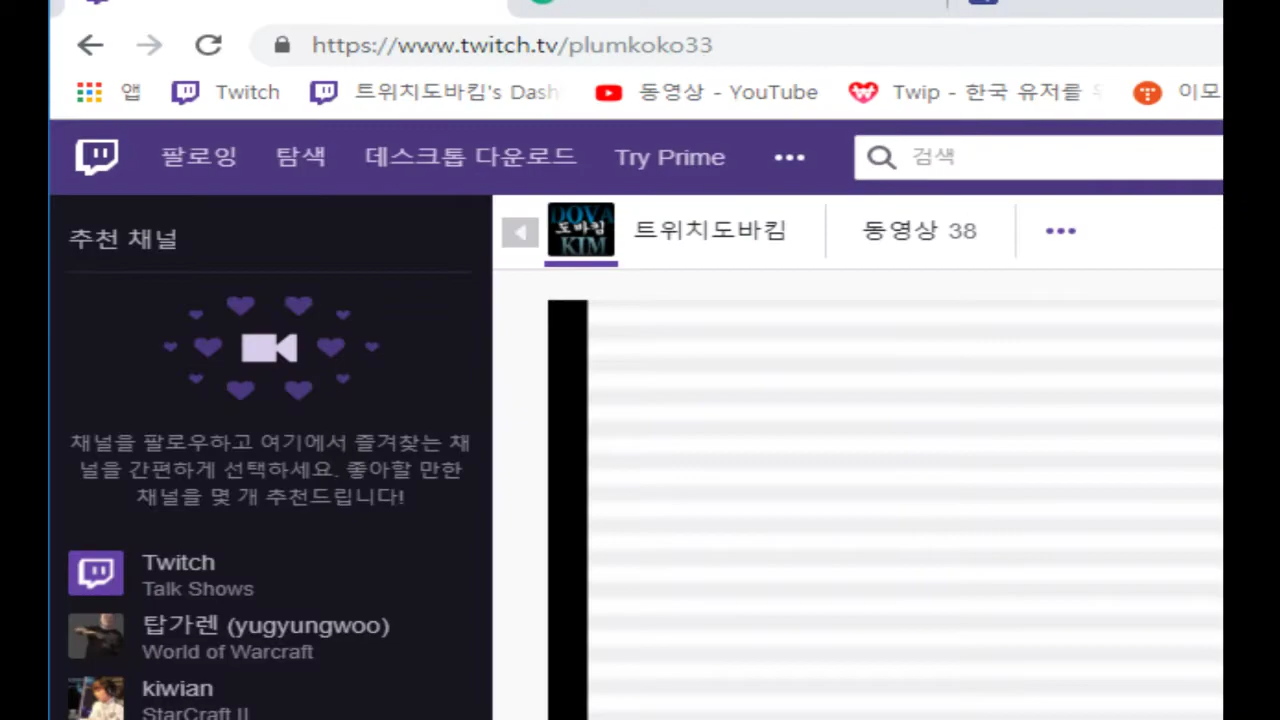 https://www.twitch.tv/plumkoko33
앱 Twitch 트위치도바킴's Dash 동영상 - YouTube Twip - 한국 유저를 이모
팔로잉 탐색 데스크톱 다운로드 Try Prime ••• 검색
추천 채널
DOVA
도바킴
KIM
트위치도바킴 동영상 38 •••
채널을 팔로우하고 여기에서 즐겨찾는 채
널을 간편하게 선택하세요. 좋아할 만한
채널을 몇 개 추천드립니다!
Twitch
Talk Shows
탑가렌 (yugyungwoo)
World of Warcraft
kiwian
StarCraft II